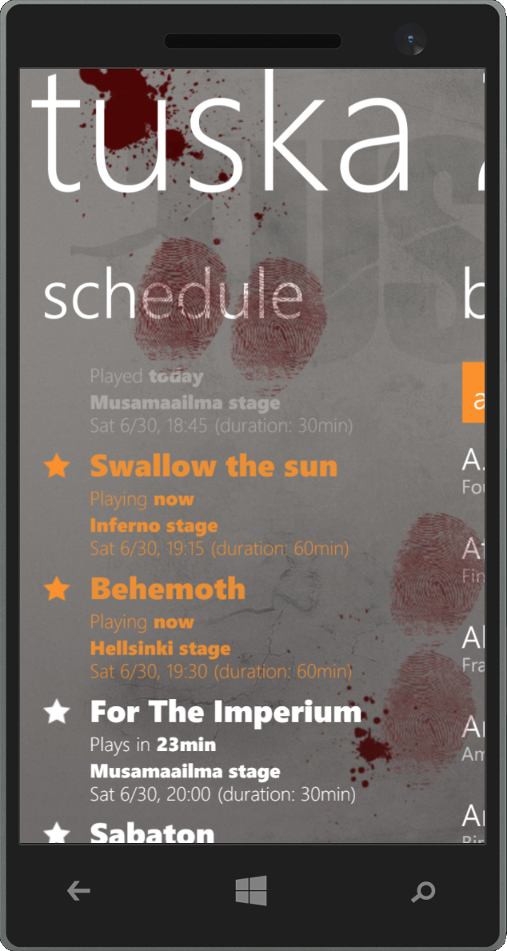 tuska
schedule
Played today
Musamaailma stage
Sat 6/30, 18:45 (duration: 30min)
Swallow the sun
Playing now
Inferno stage
Sat 6/30, 19:15 (duration: 60min)
Behemoth
Playing now
Hellsinki stage
Sat 6/30, 19:30 (duration: 60min)
For The Imperium
Plays in 23min
Musamaailma stage
Sat 6/30, 20:00 (duration: 30min)
Sabaton
b
a
A.
Fou
Af
Fin
Al
Fra
Am